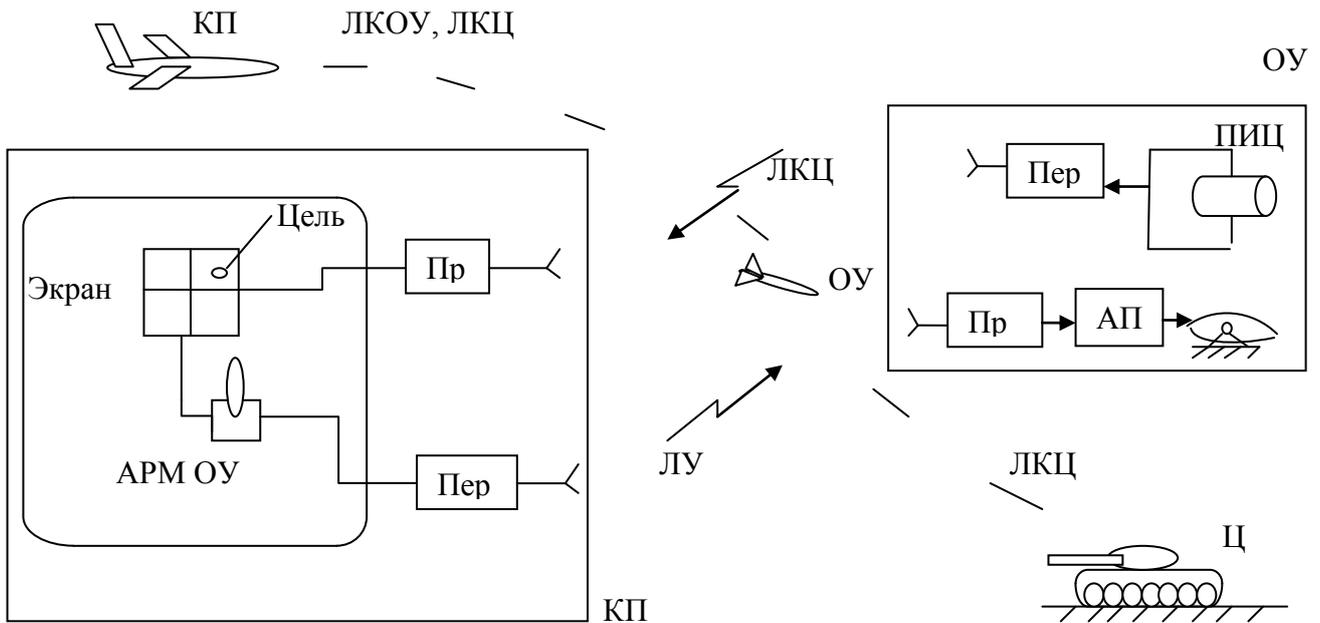 КП
ЛКОУ, ЛКЦ
ОУ
ПИЦ
Пер
ЛКЦ
Цель
Пр
Экран
ОУ
Пр
АП
АРМ ОУ
Пер
ЛУ
ЛКЦ
Ц
КП